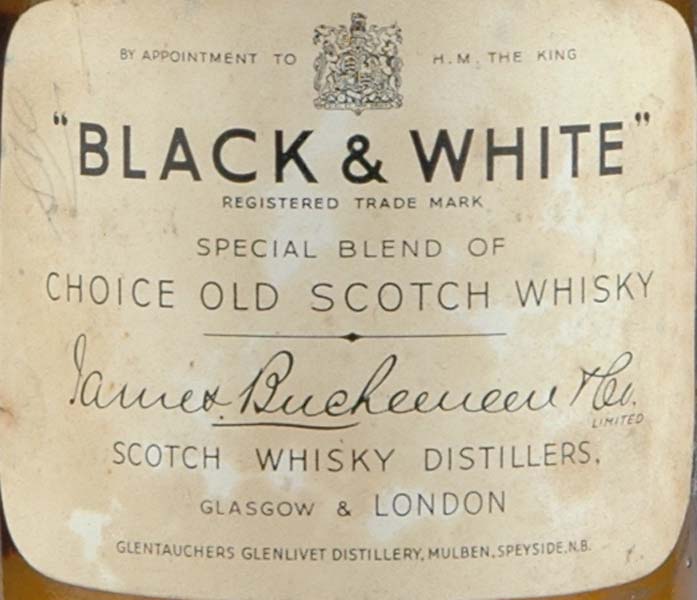 BY APPOINTMENT TO H.M. THE KING
"BLACK & WHITE"
REGISTERED TRADE MARK
SPECIAL BLEND OF
CHOICE OLD SCOTCH WHISKY
James Buchanan & Co.
LIMITED
SCOTCH WHISKY DISTILLERS,
GLASGOW & LONDON
GLENTAUCHERS GLENLIVET DISTILLERY, MULBEN, SPEYSIDE, N.B.